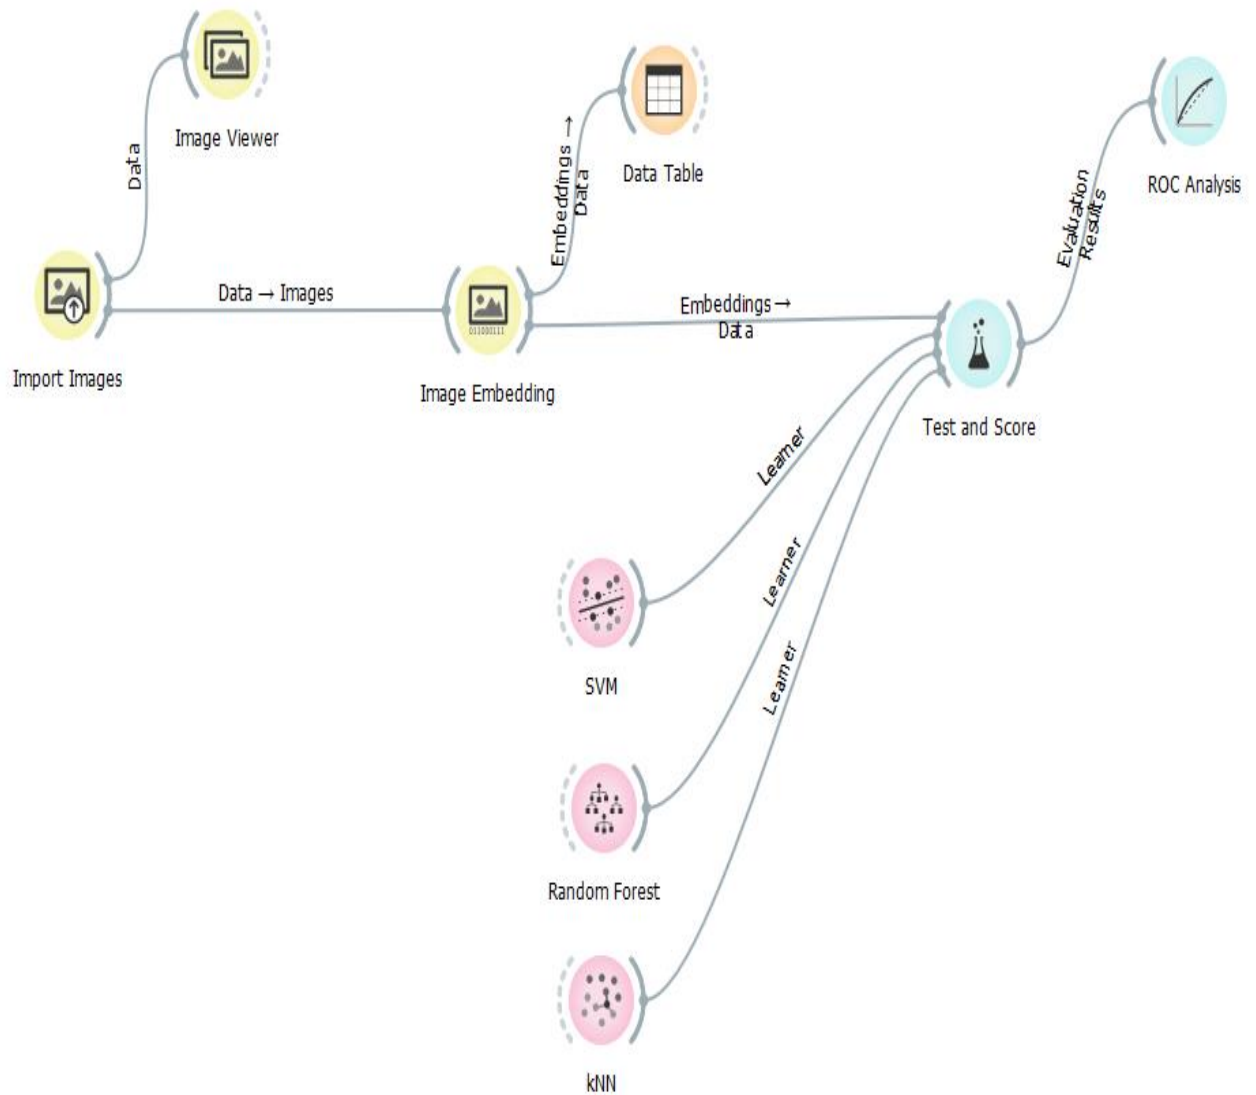 Image Viewer
Data
Data Table
Embeddings →
Data
ROC Analysis
Evaluation
Results
Import Images
Data → Images
Image Embedding
011000111
Embeddings →
Data
Test and Score
Learner
Learner
Learner
SVM
Random Forest
kNN